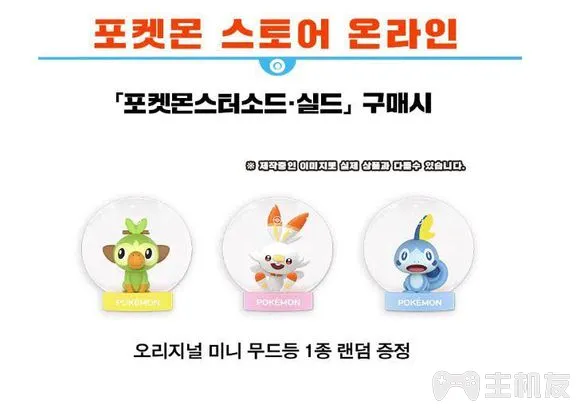 포켓몬 스토어 온라인
「포켓몬스터소드·실드」 구매시
※ 제작중인 이미지로 실제 상품과 다를수 있습니다.
POKÉMON POKÉMON POKÉMON
오리지널 미니 무드등 1종 랜덤 증정
主机友